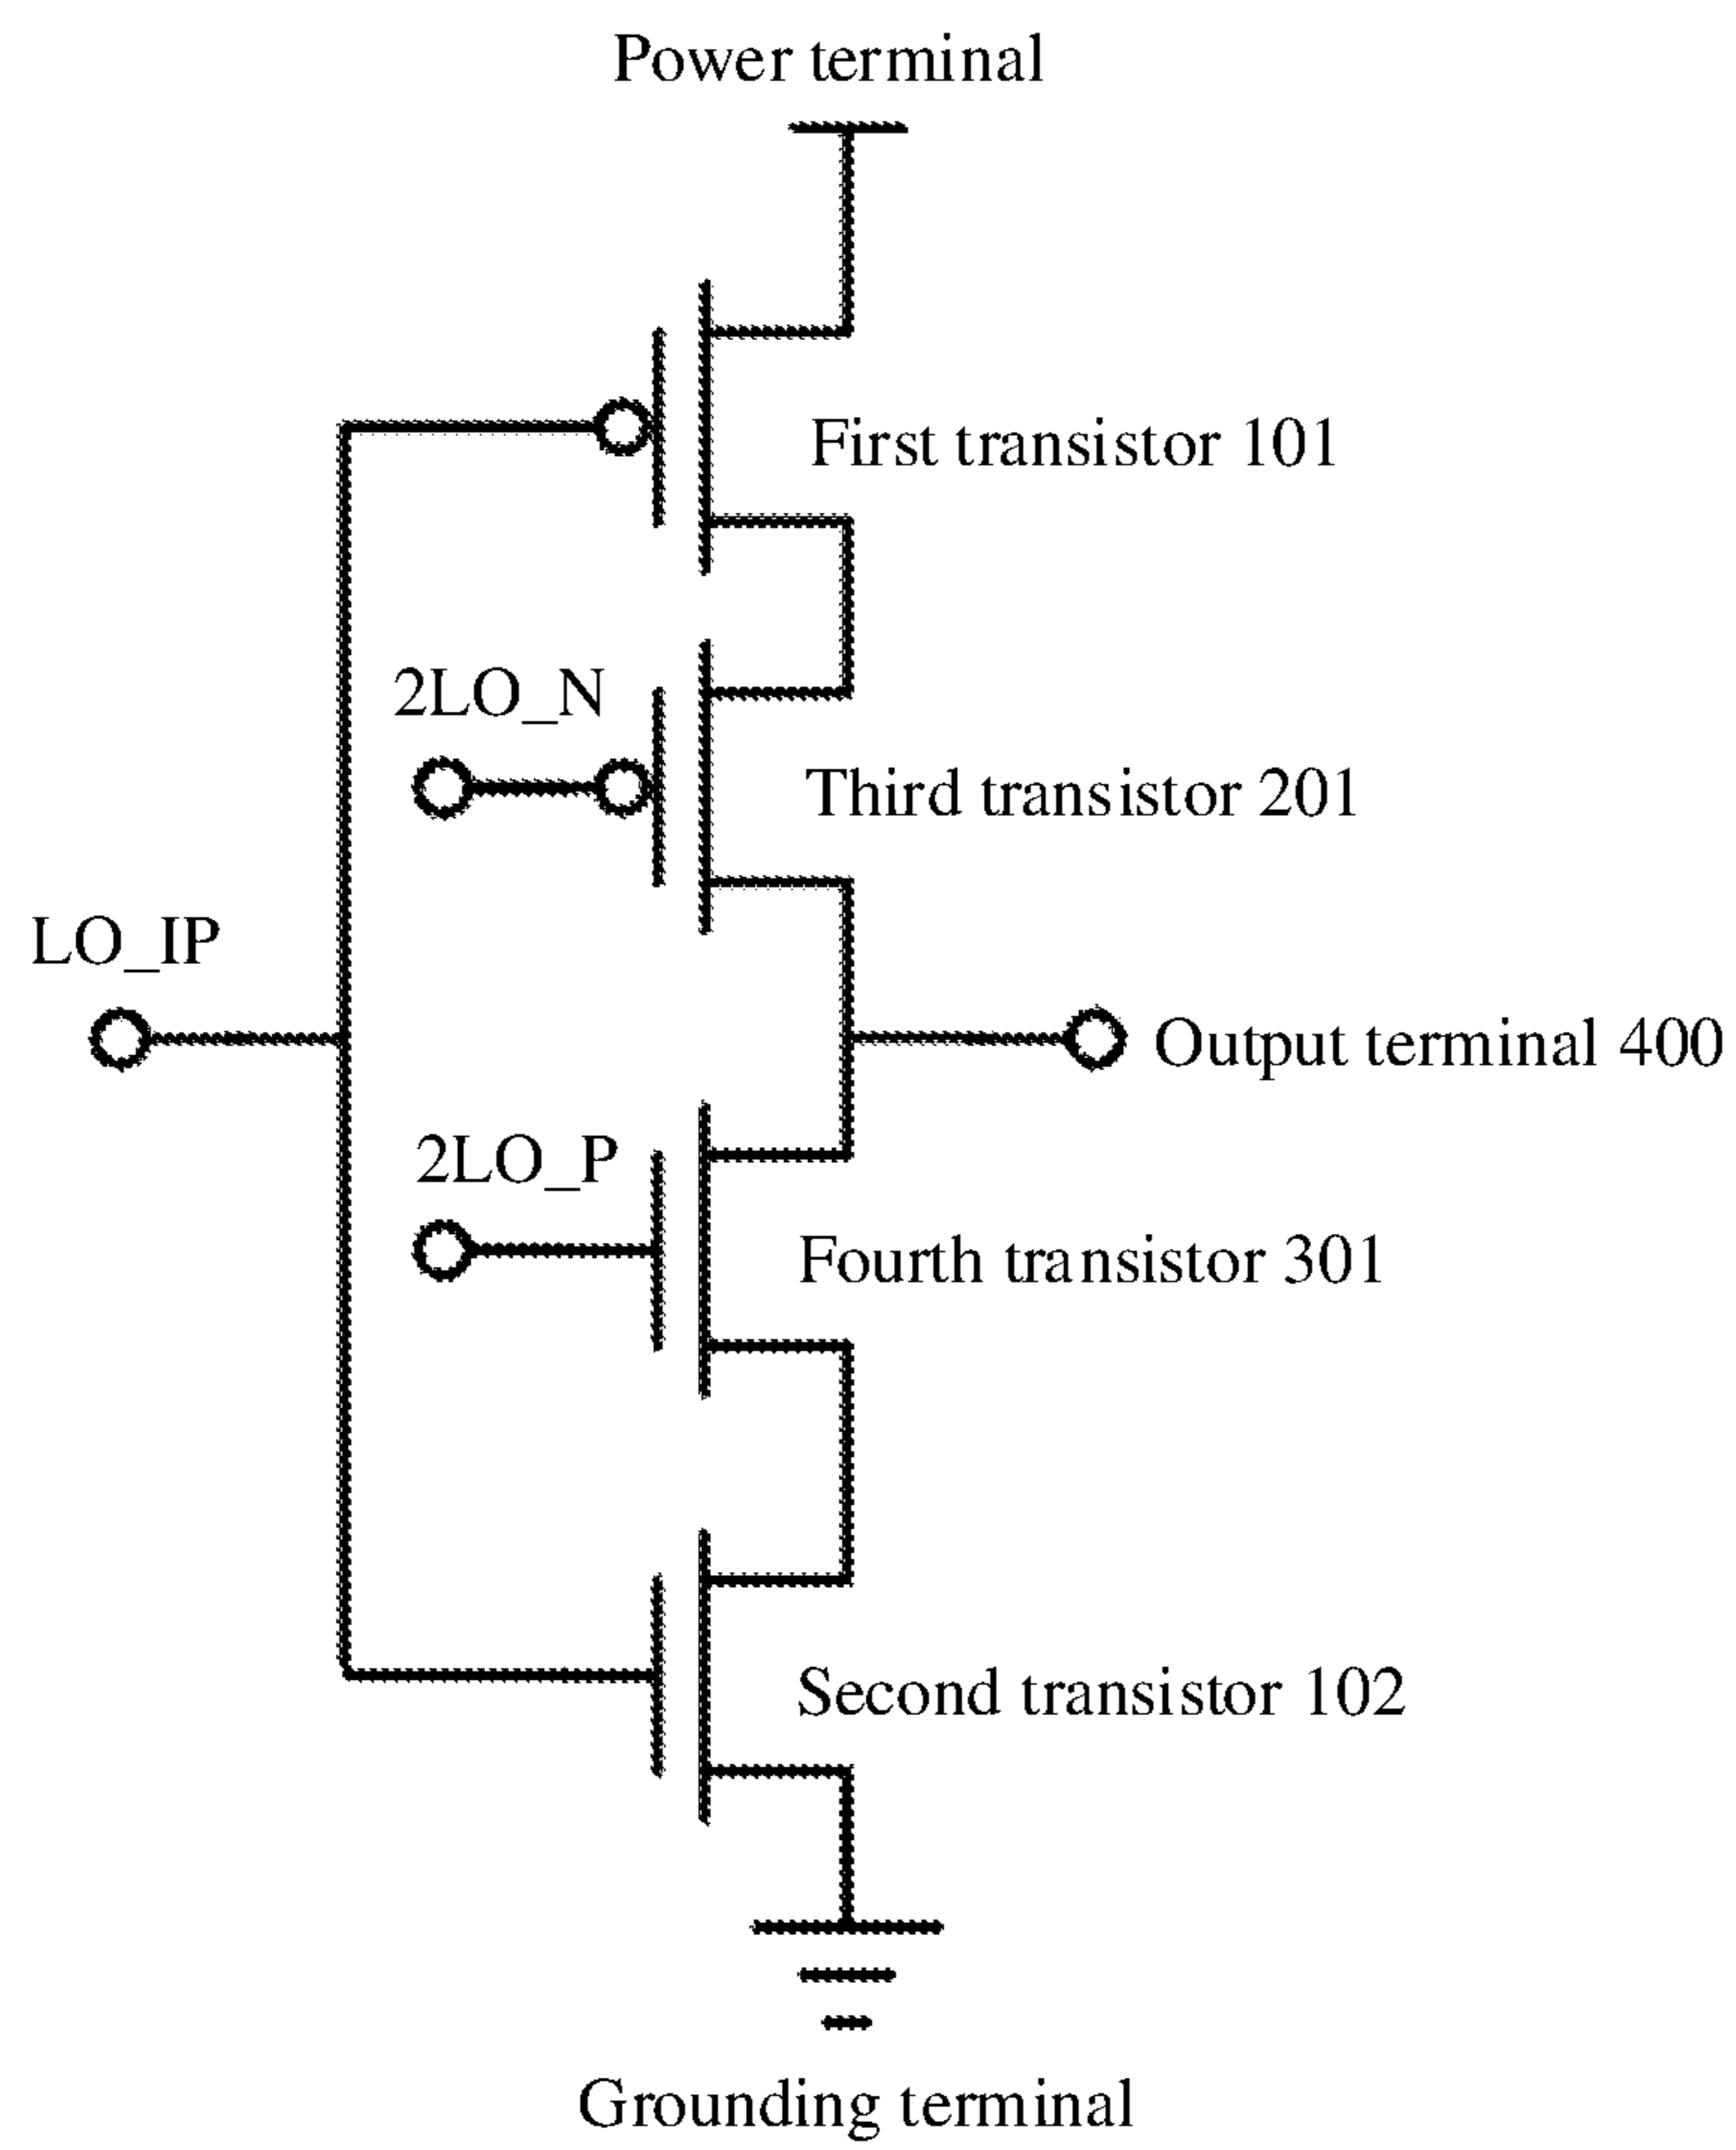 Power terminal
First transistor 101
2LO_N
Third transistor 201
LO_IP
Output terminal 400
2LO_P
Fourth transistor 301
Second transistor 102
Grounding terminal